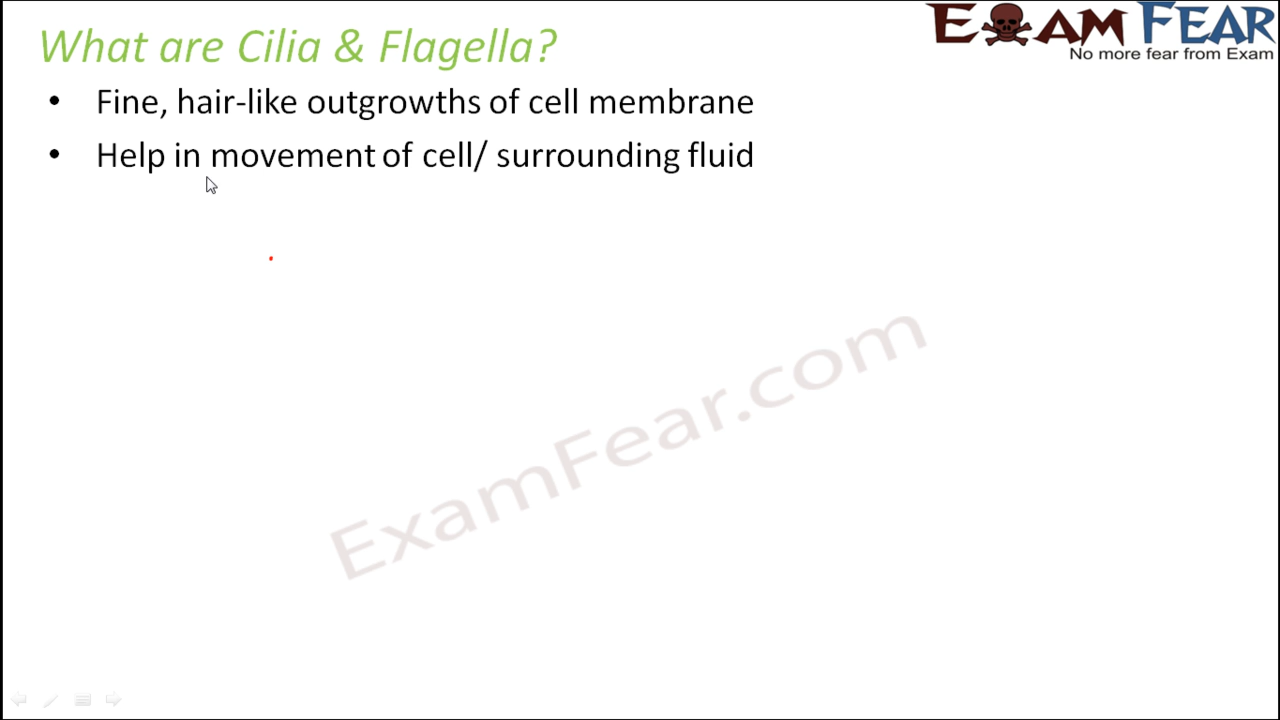 What are Cilia & Flagella?
EXAM FEAR
No more fear from Exam
• Fine, hair-like outgrowths of cell membrane
• Help in movement of cell/ surrounding fluid
ExamFear.com